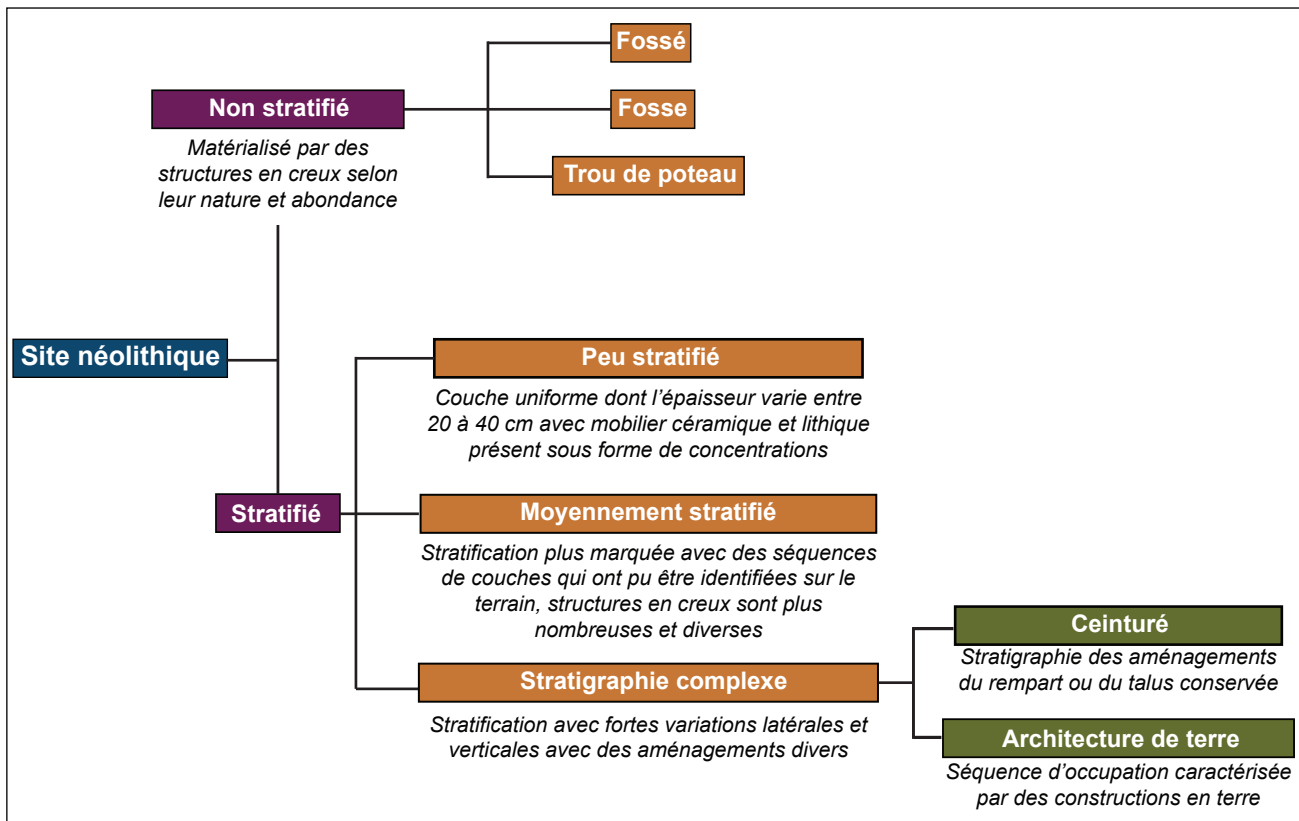 Fossé
Non stratifié
Fosse
Matérialisé par des
structures en creux selon
leur nature et abondance
Trou de poteau
Site néolithique
Peu stratifié
Couche uniforme dont l'épaisseur varie entre
20 à 40 cm avec mobilier céramique et lithique
présent sous forme de concentrations
Stratifié
Moyennement stratifié
Stratification plus marquée avec des séquences
de couches qui ont pu être identifiées sur le
terrain, structures en creux sont plus
nombreuses et diverses
Stratigraphie complexe
Stratification avec fortes variations latérales et
verticales avec des aménagements divers
Ceinturé
Stratigraphie des aménagements
du rempart ou du talus conservée
Architecture de terre
Séquence d'occupation caractérisée
par des constructions en terre